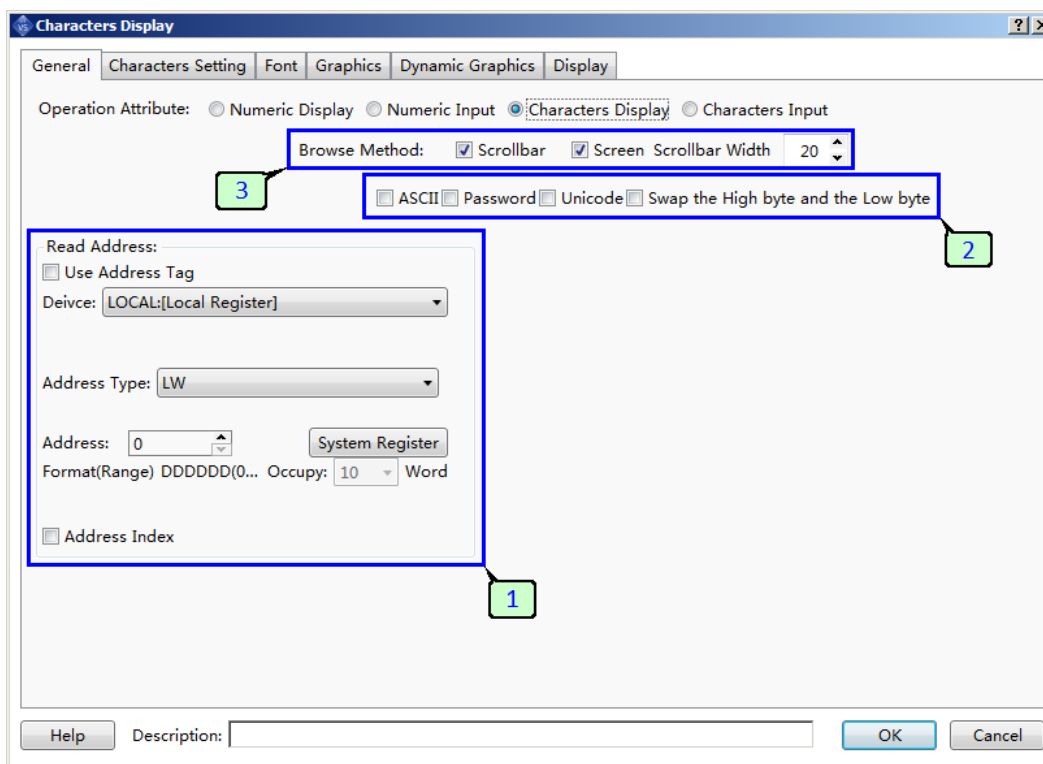 VS Characters Display ? X
General Characters Setting Font Graphics Dynamic Graphics Display
Operation Attribute: Numeric Display Numeric Input Characters Display Characters Input
Browse Method: Scrollbar Screen Scrollbar Width 20
3
ASCII Password Unicode Swap the High byte and the Low byte
2
Read Address:
Use Address Tag
Deivce: LOCAL:[Local Register]
Address Type: LW
Address: 0 System Register
Format(Range) DDDDDD(0... Occupy: 10 Word
Address Index
1
Help Description: OK Cancel